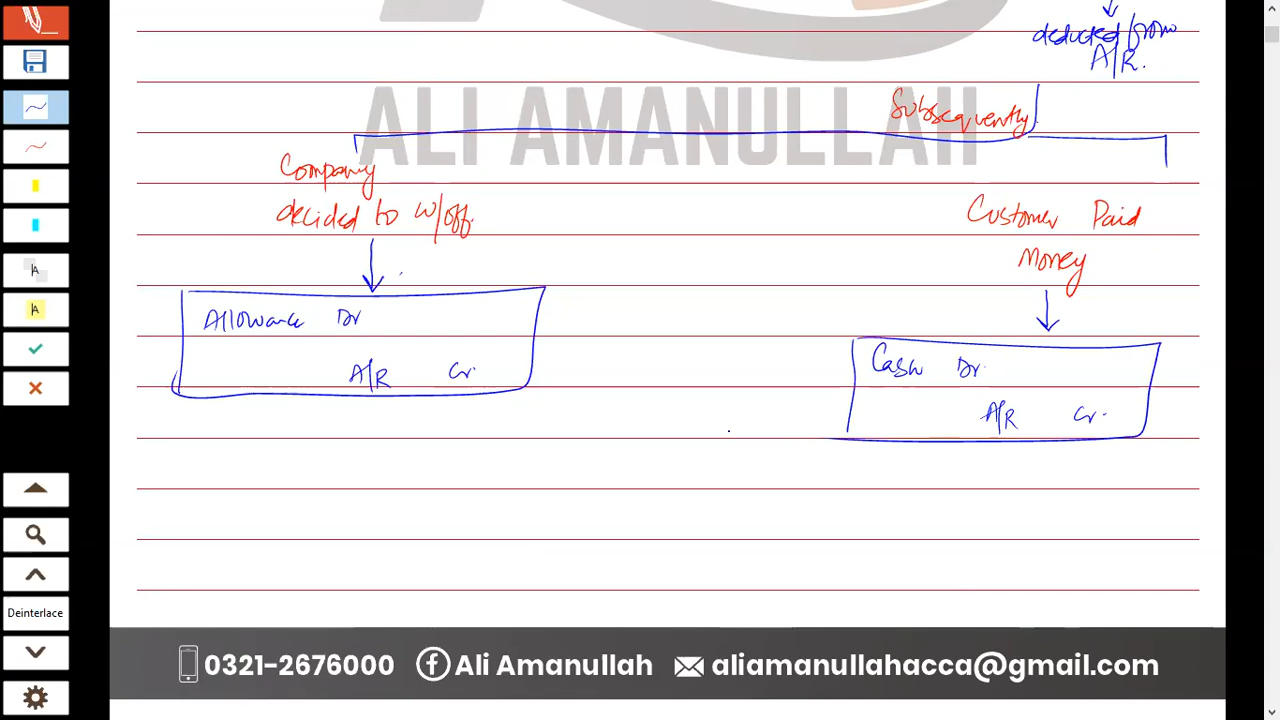 deducted from
A/R.
ALI AMANULLAH
Subsequently
Company
decided to w/off.
Customer Paid
Money
Allowance Dr
A/R Cr.
Cash Dr.
A/R Cr.
A
A
Deinterlace
0321-2676000 f Ali Amanullah aliamanullahacca@gmail.com